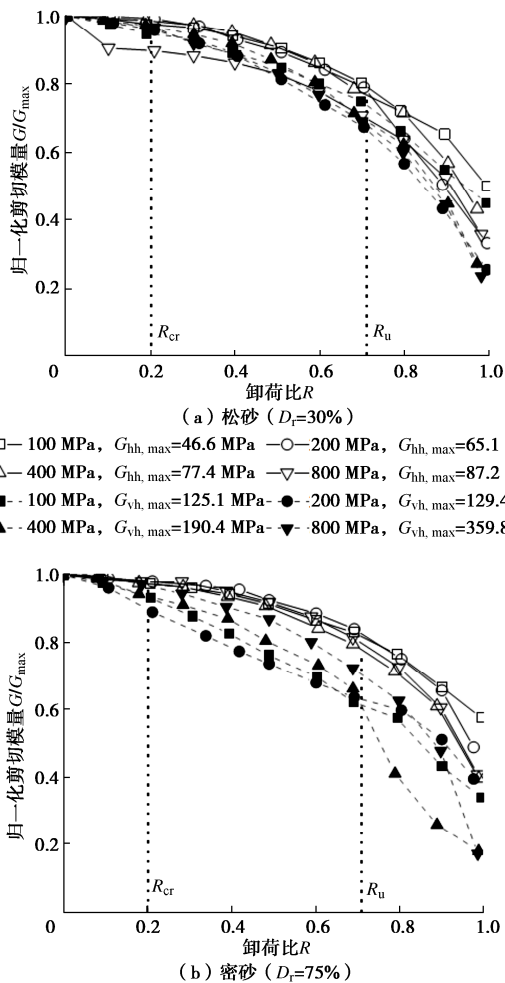 归一化剪切模量G/Gmax
1.0
0.8
0.6
0.4
0.2
Rcr
Ru
0 0.2 0.4 0.6 0.8 1.0
卸荷比R
（a）松砂（Dr=30%）
100 MPa，Ghh, max=46.6 MPa 200 MPa，Ghh, max=65.1
400 MPa，Ghh, max=77.4 MPa 800 MPa，Ghh, max=87.2
100 MPa，Gvh, max=125.1 MPa 200 MPa，Gvh, max=129.4
400 MPa，Gvh, max=190.4 MPa 800 MPa，Gvh, max=359.8
归一化剪切模量G/Gmax
1.0
0.8
0.6
0.4
0.2
Rcr
Ru
0 0.2 0.4 0.6 0.8 1.0
卸荷比R
（b）密砂（Dr=75%）